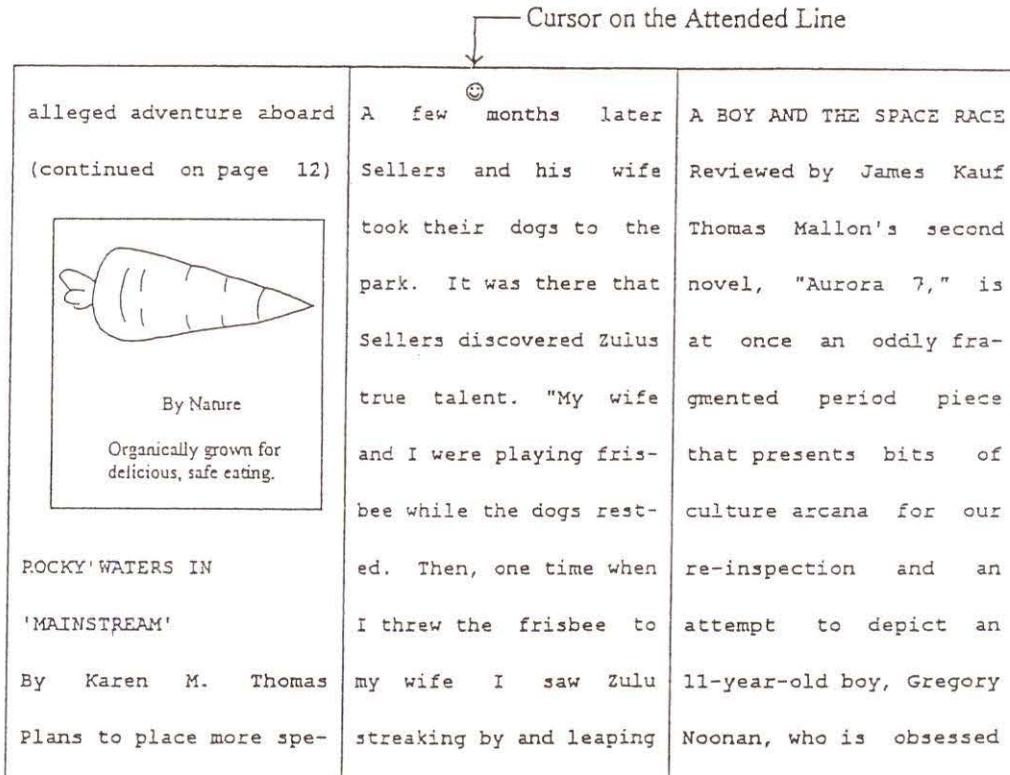 Cursor on the Attended Line
alleged adventure aboard
(continued on page 12)
By Nature
Organically grown for
delicious, safe eating.
ROCKY'WATERS IN
'MAINSTREAM'
By Karen M. Thomas
Plans to place more spe-
A few months later
Sellers and his wife
took their dogs to the
park. It was there that
Sellers discovered Zulus
true talent. "My wife
and I were playing fris-
bee while the dogs rest-
ed. Then, one time when
I threw the frisbee to
my wife I saw Zulu
streaking by and leaping
A BOY AND THE SPACE RACE
Reviewed by James Kauf
Thomas Mallon's second
novel, "Aurora 7," is
at once an oddly fra-
gmented period piece
that presents bits of
culture arcana for our
re-inspection and an
attempt to depict an
11-year-old boy, Gregory
Noonan, who is obsessed